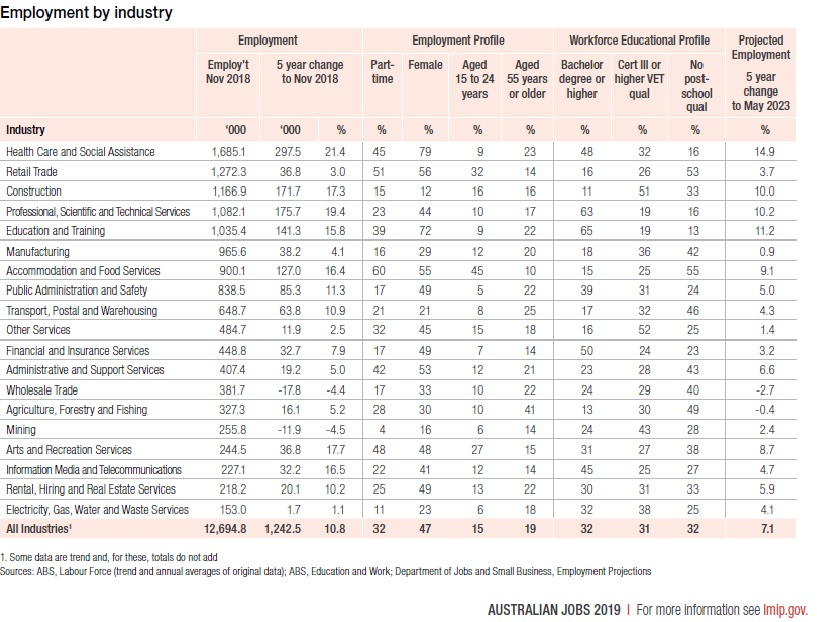 Employment by industry
Employment Employment Profile Workforce Educational Profile Projected Employment
Employ't Nov 2018 5 year change to Nov 2018 Part-time Female Aged 15 to 24 years Aged 55 years or older Bachelor degree or higher Cert III or higher VET qual No post-school qual 5 year change to May 2023
Industry '000 '000 % % % % % % % % %
Health Care and Social Assistance 1,685.1 297.5 21.4 45 79 9 23 48 32 16 14.9
Retail Trade 1,272.3 36.8 3.0 51 56 32 14 16 26 53 3.7
Construction 1,166.9 171.7 17.3 15 12 16 16 11 51 33 10.0
Professional, Scientific and Technical Services 1,082.1 175.7 19.4 23 44 10 17 63 19 16 10.2
Education and Training 1,035.4 141.3 15.8 39 72 9 22 65 19 13 11.2
Manufacturing 965.6 38.2 4.1 16 29 12 20 18 36 42 0.9
Accommodation and Food Services 900.1 127.0 16.4 60 55 45 10 15 25 55 9.1
Public Administration and Safety 838.5 85.3 11.3 17 49 5 22 39 31 24 5.0
Transport, Postal and Warehousing 648.7 63.8 10.9 21 21 8 25 17 32 46 4.3
Other Services 484.7 11.9 2.5 32 45 15 18 16 52 25 1.4
Financial and Insurance Services 448.8 32.7 7.9 17 49 7 14 50 24 23 3.2
Administrative and Support Services 407.4 19.2 5.0 42 53 12 21 23 28 43 6.6
Wholesale Trade 381.7 -17.8 -4.4 17 33 10 22 24 29 40 -2.7
Agriculture, Forestry and Fishing 327.3 16.1 5.2 28 30 10 41 13 30 49 -0.4
Mining 255.8 -11.9 -4.5 4 16 6 14 24 43 28 2.4
Arts and Recreation Services 244.5 36.8 17.7 48 48 27 15 31 27 38 8.7
Information Media and Telecommunications 227.1 32.2 16.5 22 41 12 14 45 25 27 4.7
Rental, Hiring and Real Estate Services 218.2 20.1 10.2 25 49 13 22 30 31 33 5.9
Electricity, Gas, Water and Waste Services 153.0 1.7 1.1 11 23 6 18 32 38 25 4.1
All Industries¹ 12,694.8 1,242.5 10.8 32 47 15 19 32 31 32 7.1
1. Some data are trend and, for these, totals do not add
Sources: ABS, Labour Force (trend and annual averages of original data); ABS, Education and Work; Department of Jobs and Small Business, Employment Projections
AUSTRALIAN JOBS 2019 | For more information see lmip.gov.